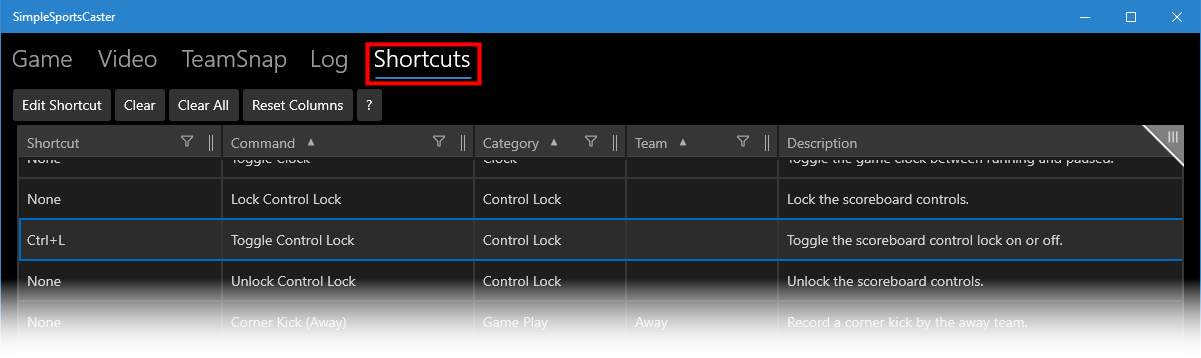 SimpleSportsCaster
Game Video TeamSnap Log Shortcuts
Edit Shortcut Clear Clear All Reset Columns ?
Shortcut Command Category Team Description
None Toggle Clock Clock Toggle the game clock between running and paused.
None Lock Control Lock Control Lock Lock the scoreboard controls.
Ctrl+L Toggle Control Lock Control Lock Toggle the scoreboard control lock on or off.
None Unlock Control Lock Control Lock Unlock the scoreboard controls.
None Corner Kick (Away) Game Play Away Record a corner kick by the away team.